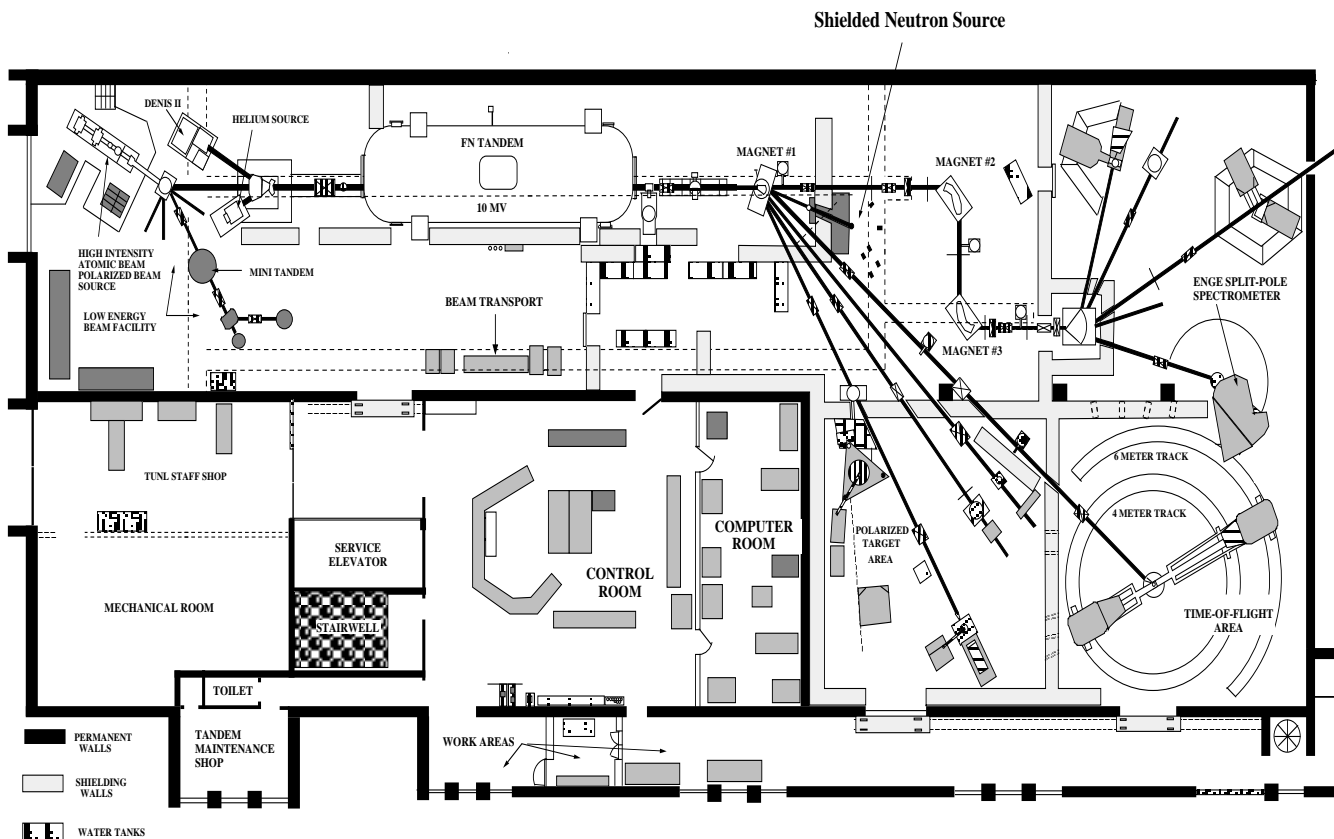 Shielded Neutron Source
DENIS II
HELIUM SOURCE
FN TANDEM
10 MV
MAGNET #1
MAGNET #2
HIGH INTENSITY
ATOMIC BEAM
POLARIZED BEAM
SOURCE
MINI TANDEM
LOW ENERGY
BEAM FACILITY
BEAM TRANSPORT
ENGE SPLIT-POLE
SPECTROMETER
MAGNET #3
TUNL STAFF SHOP
6 METER TRACK
4 METER TRACK
SERVICE
ELEVATOR
COMPUTER
ROOM
POLARIZED
TARGET
AREA
CONTROL
ROOM
MECHANICAL ROOM
STAIRWELL
TIME-OF-FLIGHT
AREA
TOILET
TANDEM
MAINTENANCE
SHOP
WORK AREAS
PERMANENT
WALLS
SHIELDING
WALLS
WATER TANKS